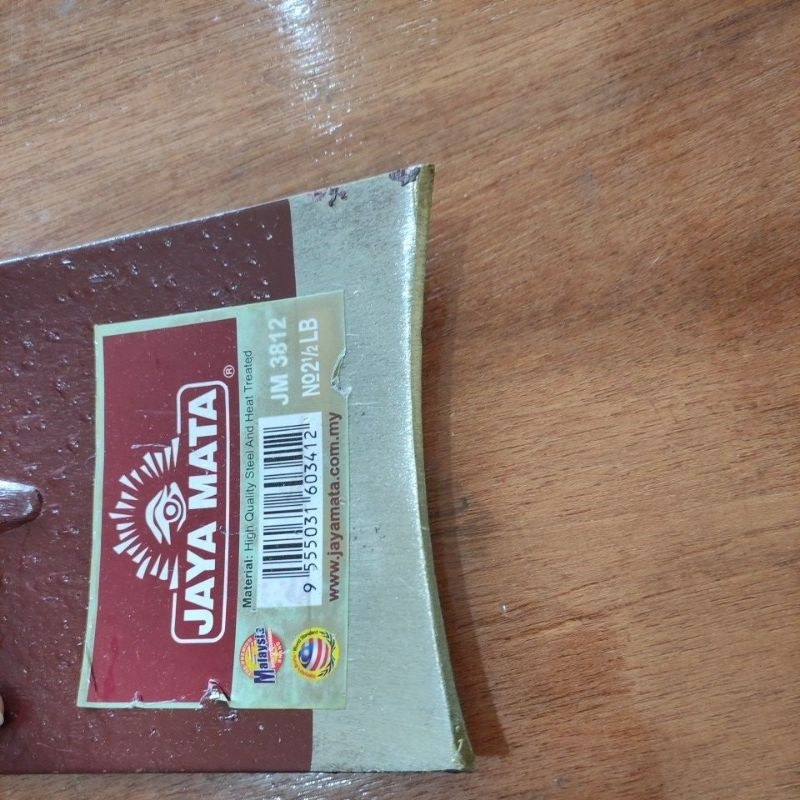 JAYA MATA
®
Material: High Quality Steel And Heat Treated
JM 3812
Nº2½ LB
9 555031 603412
www.jayamata.com.my
Malaysia